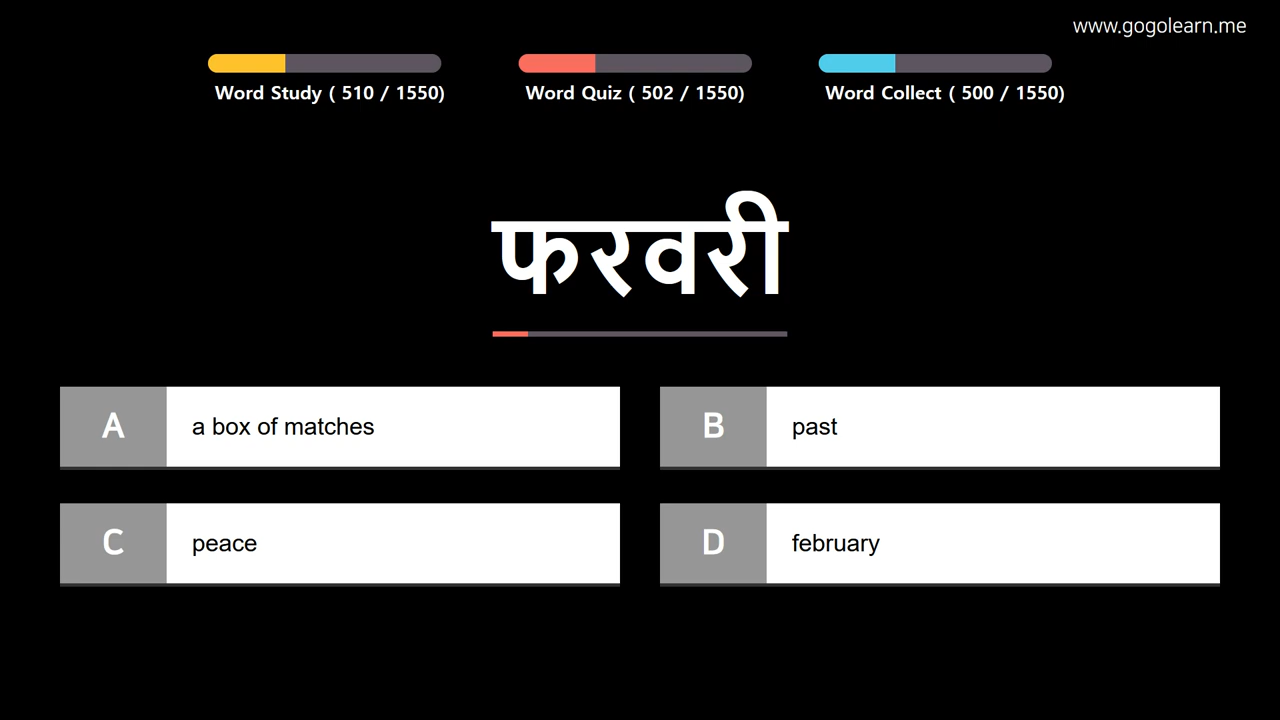 www.gogolearn.me
Word Study ( 510 / 1550)
Word Quiz ( 502 / 1550)
Word Collect ( 500 / 1550)
फरवरी
A a box of matches
B past
C peace
D february